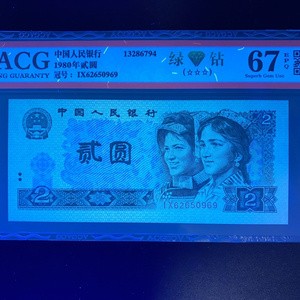 ACG
NG GUARANTY
中国人民银行
1980年贰圆
冠号：IX62650969
13286794
绿 钻
(☆☆☆)
67 EPQ
Superb Gem Unc
中国人民银行
贰圆
2
2
IX62650969